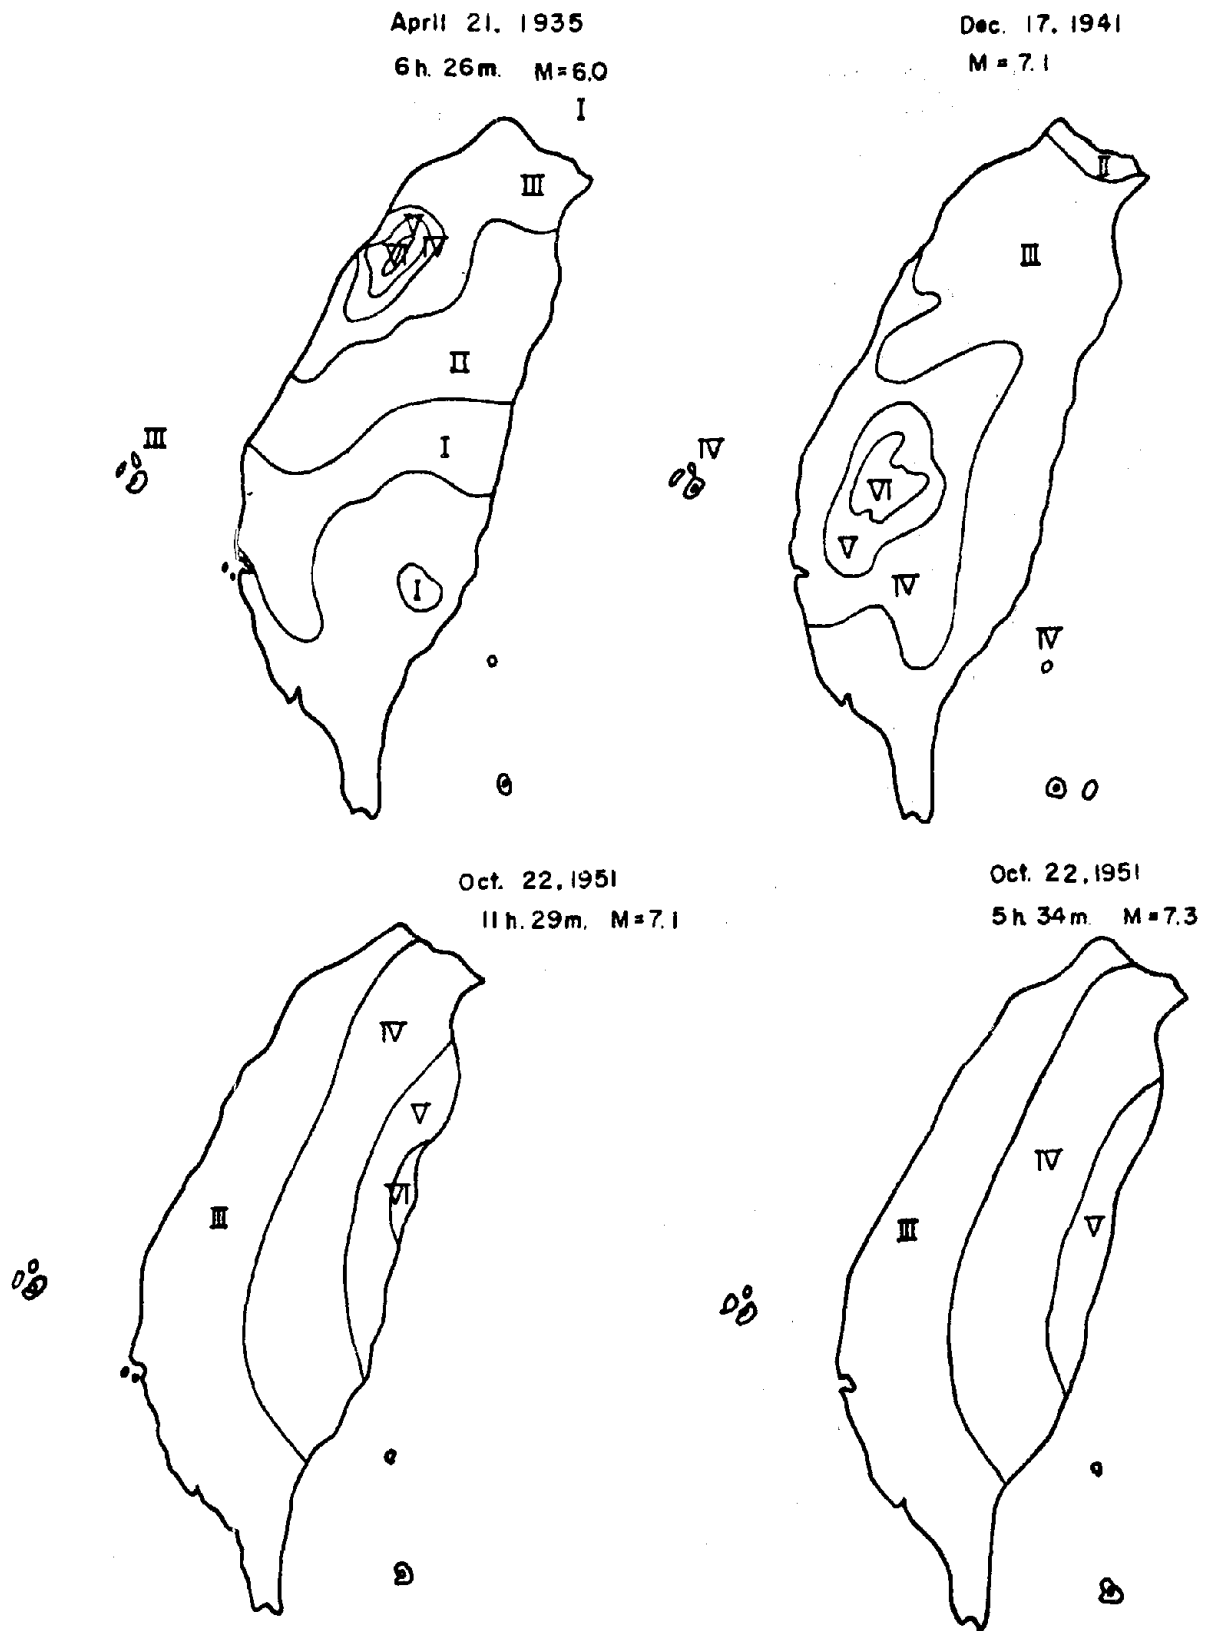 April 21. 1935
6h. 26m. M=6.0
I
III
V
VI IV
II
III
I
I
Dec. 17. 1941
M = 7.1
II
III
IV
VI
V
IV
IV
Oct. 22,1951
11h. 29m. M=7.1
IV
V
VI
III
Oct. 22,1951
5h 34m M=7.3
IV
III
V